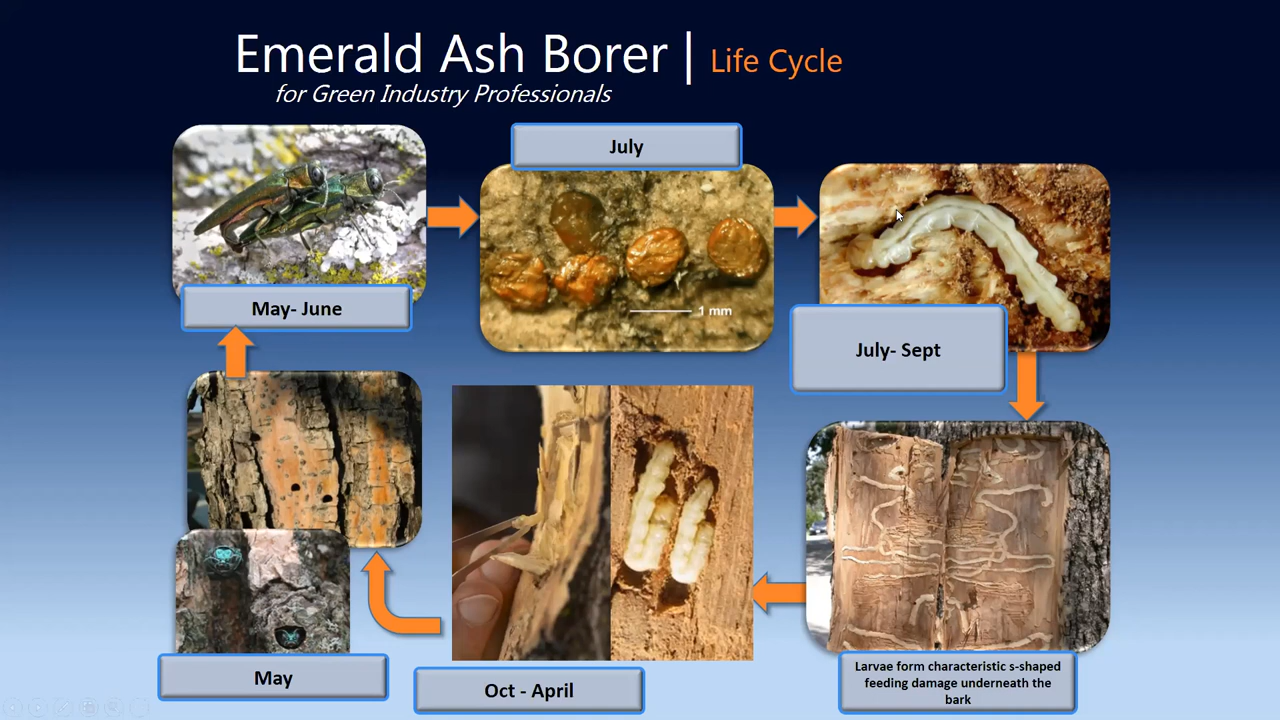 Emerald Ash Borer | Life Cycle
for Green Industry Professionals
July
May- June
1 mm
July- Sept
May
Oct - April
Larvae form characteristic s-shaped
feeding damage underneath the
bark